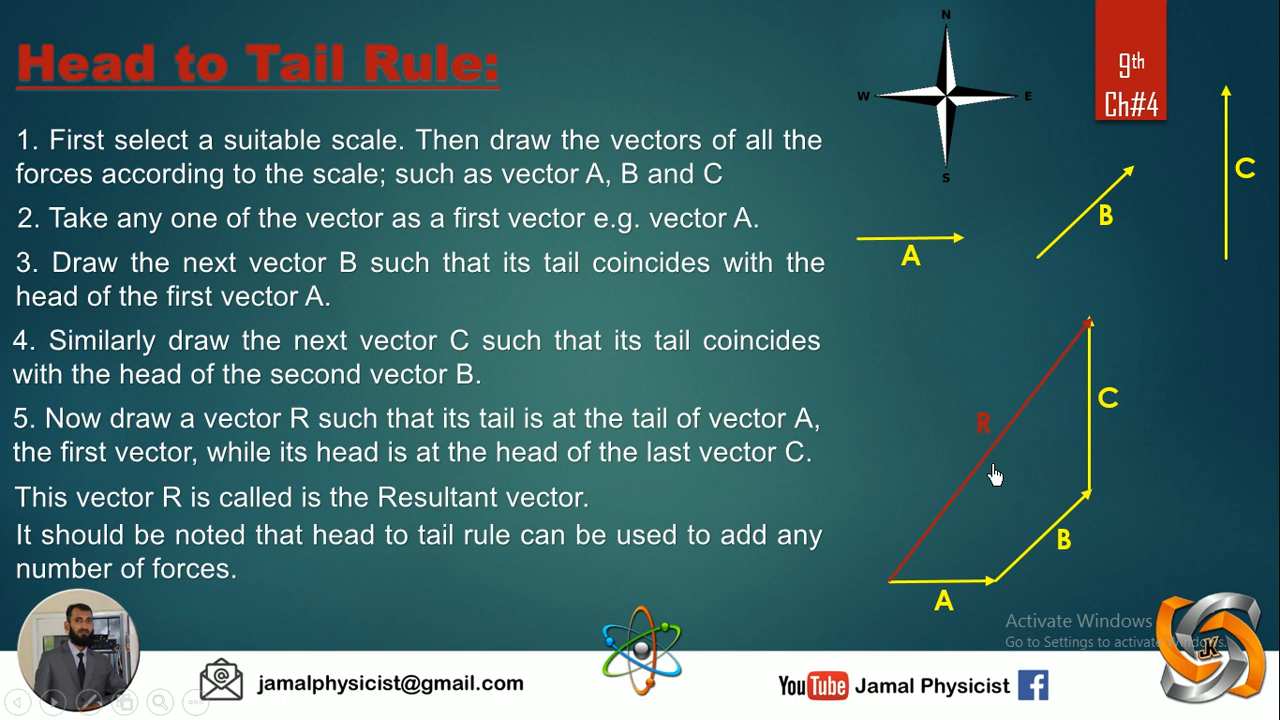 Head to Tail Rule:
1. First select a suitable scale. Then draw the vectors of all the
forces according to the scale; such as vector A, B and C
2. Take any one of the vector as a first vector e.g. vector A.
3. Draw the next vector B such that its tail coincides with the
head of the first vector A.
4. Similarly draw the next vector C such that its tail coincides
with the head of the second vector B.
5. Now draw a vector R such that its tail is at the tail of vector A,
the first vector, while its head is at the head of the last vector C.
This vector R is called is the Resultant vector.
It should be noted that head to tail rule can be used to add any
number of forces.
N
W
E
S
9th
Ch#4
A
B
C
R
C
B
A
Activate Windows
Go to Settings to activate Windows.
JK
jamalphysicist@gmail.com
YouTube Jamal Physicist f